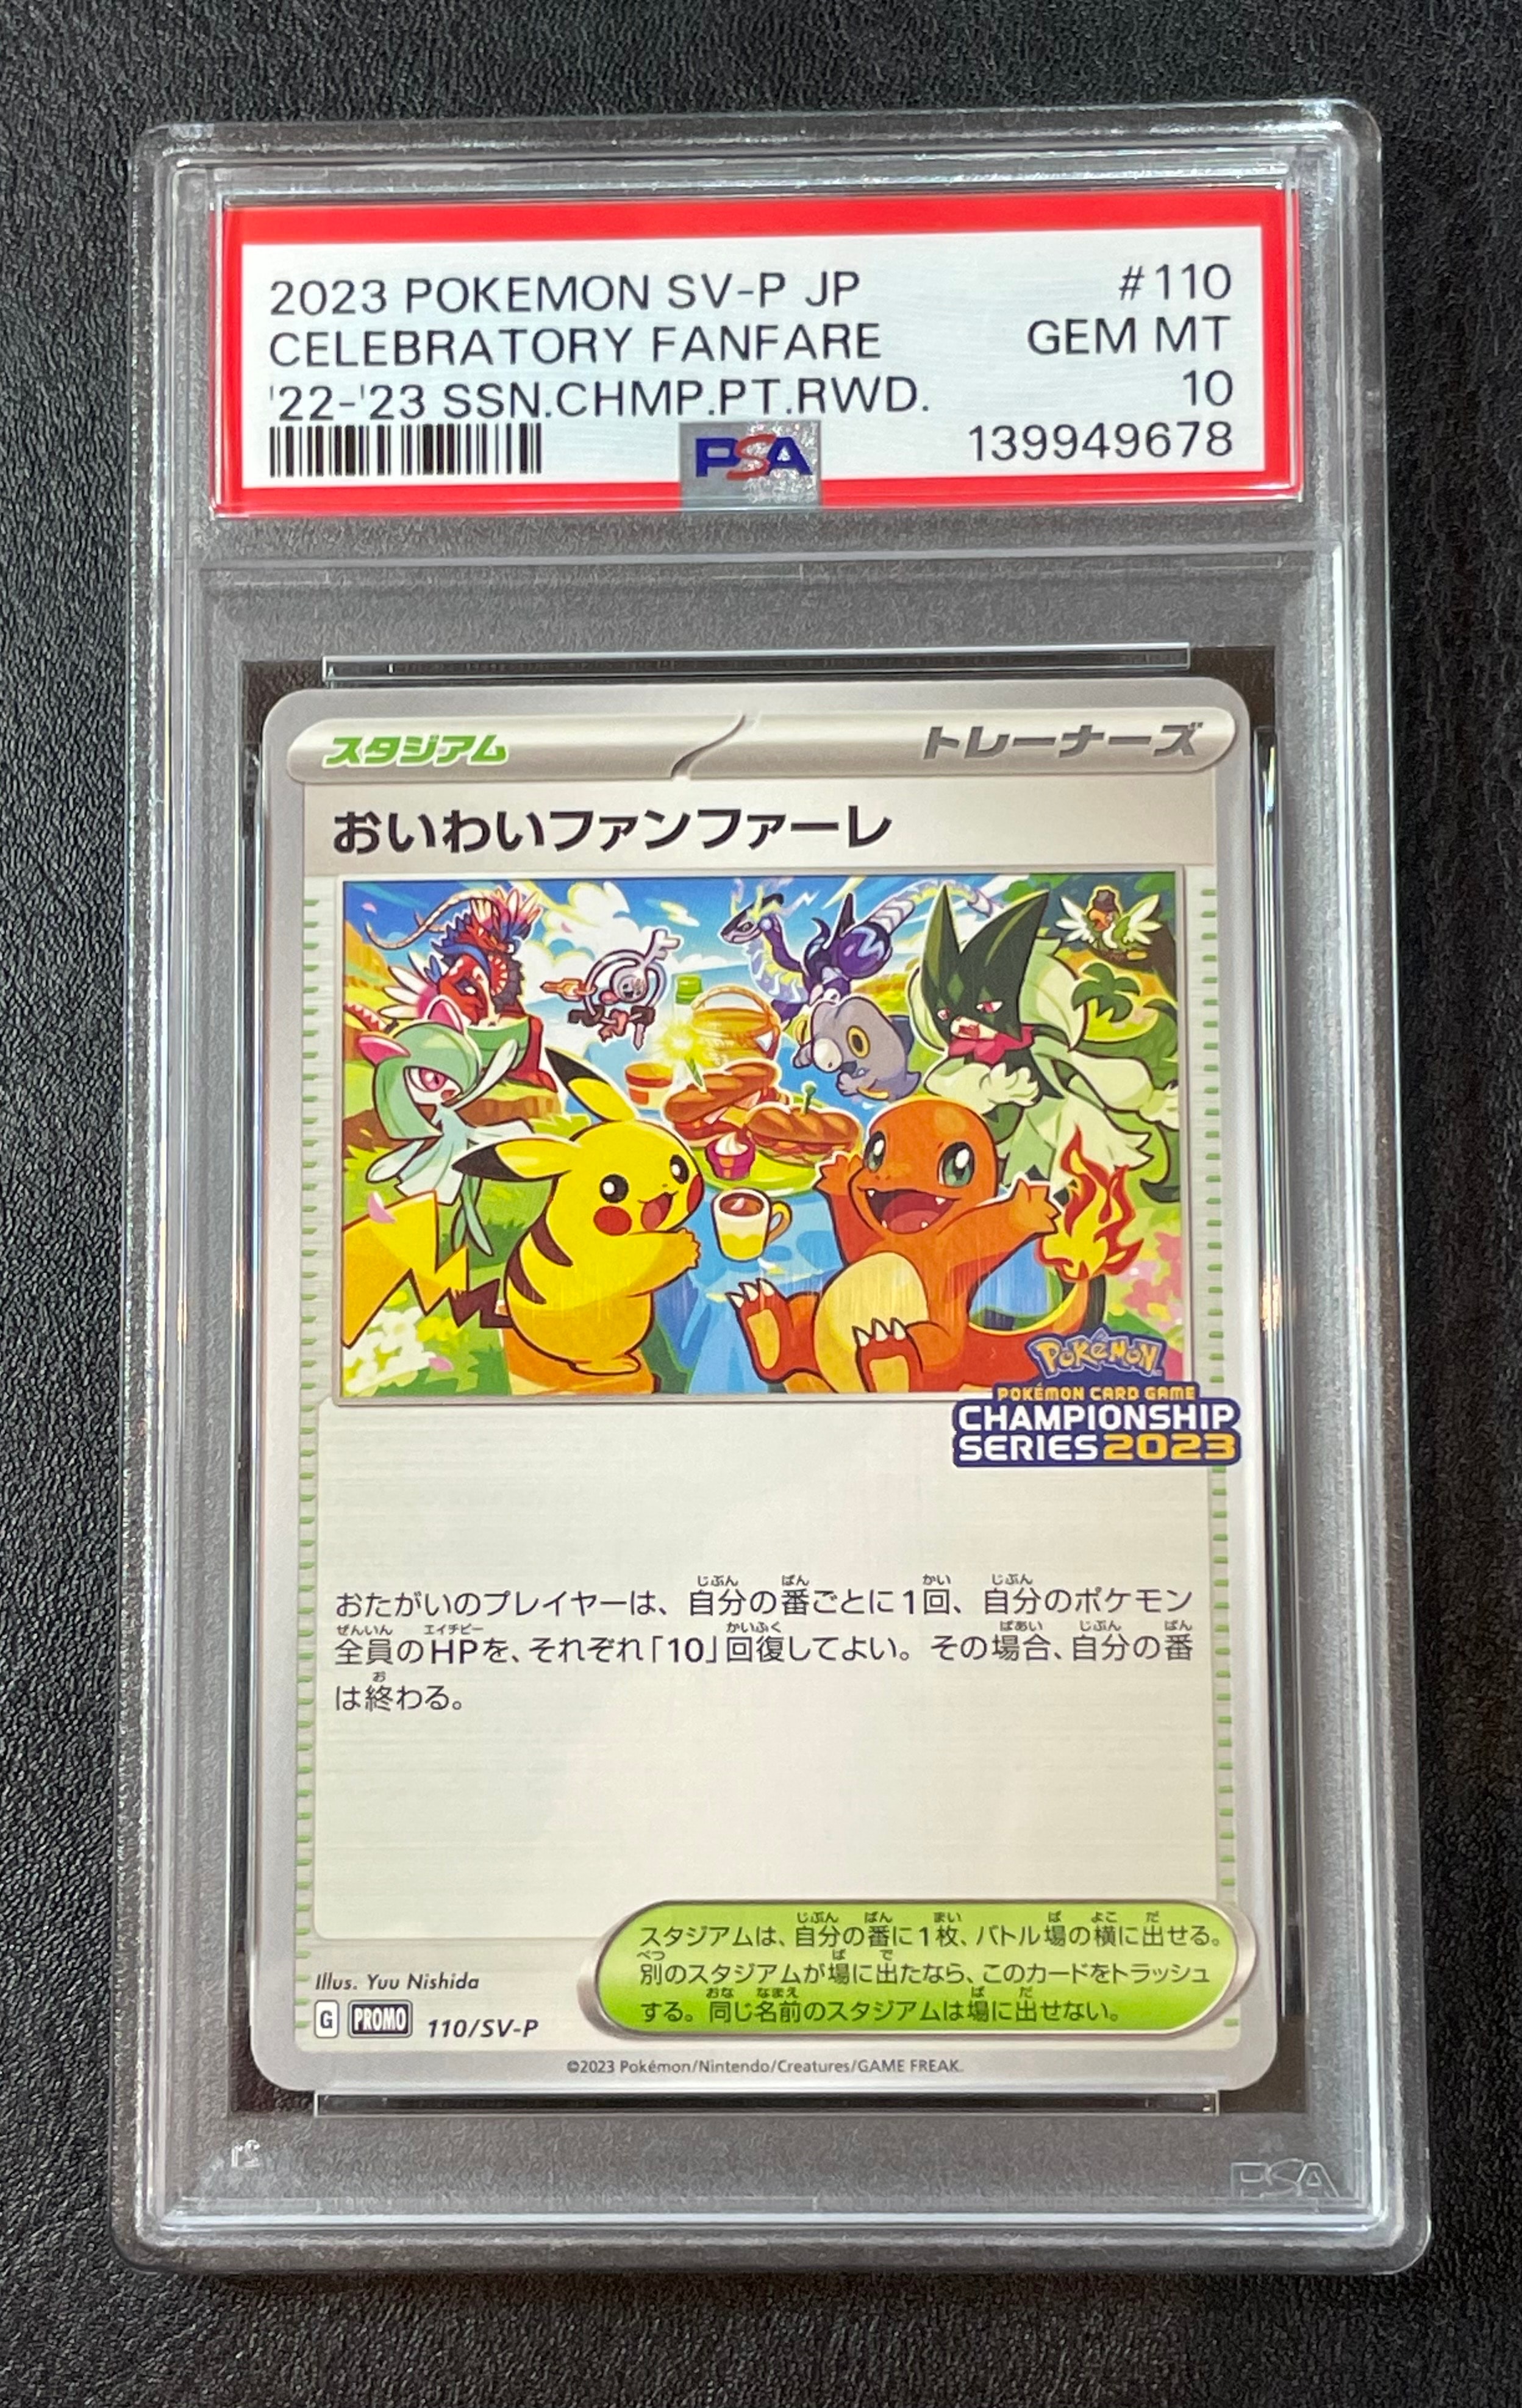 2023 POKEMON SV-P JP #110
CELEBRATORY FANFARE GEM MT
'22-'23 SSN.CHMP.PT.RWD. 10
PSA 139949678
スタジアム トレーナーズ
おいわいファンファーレ
Pokémon
POKÉMON CARD GAME
CHAMPIONSHIP
SERIES 2023
おたがいのプレイヤーは、自分の番ごとに1回、自分のポケモン
全員のHPを、それぞれ「10」回復してよい。その場合、自分の番
は終わる。
スタジアムは、自分の番に1枚、バトル場の横に出せる。
別のスタジアムが場に出たなら、このカードをトラッシュ
する。同じ名前のスタジアムは場に出せない。
Illus. Yuu Nishida
G PROMO 110/SV-P
©2023 Pokémon/Nintendo/Creatures/GAME FREAK.
PSA